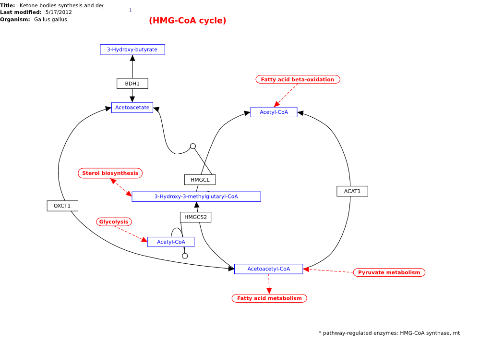 Title: Ketone bodies synthesis and deg
Last modified: 5/17/2012
Organism: Gallus gallus
1
(HMG-CoA cycle)
3-Hydroxy-butyrate
BDH1
Fatty acid beta-oxidation
Acetoacetate
Acetyl-CoA
Sterol biosynthesis
HMGCL
ACAT1
3-Hydroxy-3-methylglutaryl-CoA
OXCT1
HMGCS2
Glycolysis
Acetyl-CoA
Acetoacetyl-CoA
Pyruvate metabolism
Fatty acid metabolism
* pathway-regulated enzymes: HMG-CoA synthase, mt